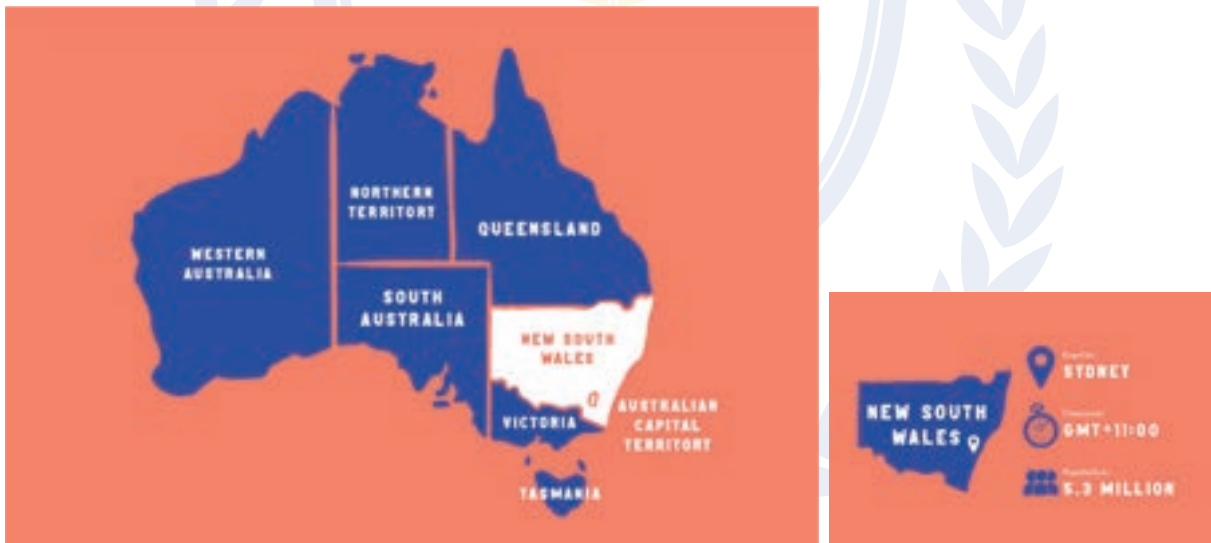 NORTHERN
TERRITORY
QUEENSLAND
WESTERN
AUSTRALIA
SOUTH
AUSTRALIA
NEW SOUTH
WALES
AUSTRALIAN
CAPITAL
TERRITORY
VICTORIA
TASMANIA
SYDNEY
NEW SOUTH
WALES
GMT+11:00
5.3 MILLION